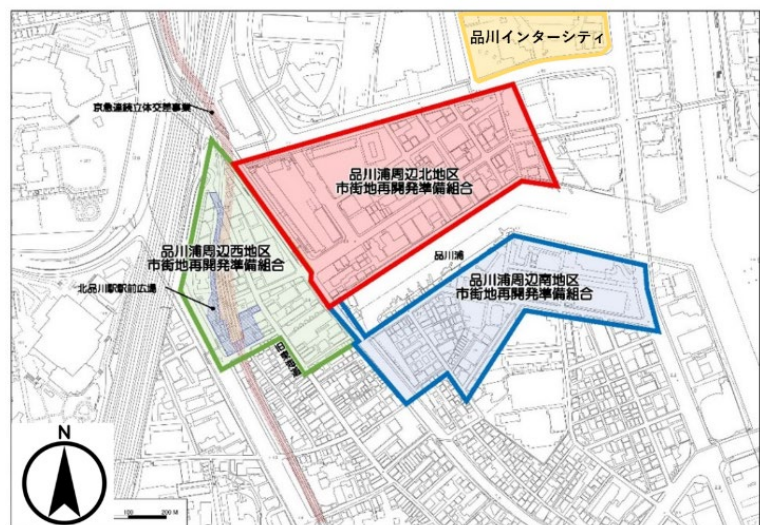 品川インターシティ
京急連続立体交差事業
品川浦周辺北地区
市街地再開発準備組合
品川浦周辺西地区
市街地再開発準備組合
品川浦
品川浦周辺南地区
市街地再開発準備組合
北品川駅駅前広場
旧東海道
N
100
200 M